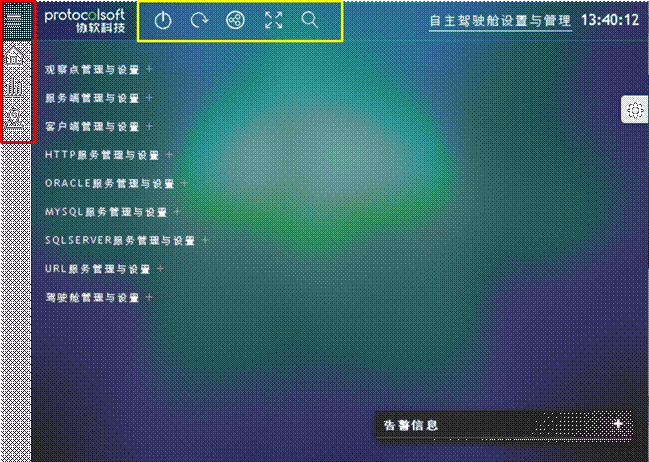 protocolsoft
协软科技
自主驾驶舱设置与管理 13:40:12
观察点管理与设置 +
服务端管理与设置 +
客户端管理与设置 +
HTTP服务管理与设置 +
ORACLE服务管理与设置 +
MYSQL服务管理与设置 +
SQLSERVER服务管理与设置 +
URL服务管理与设置 +
驾驶舱管理与设置 +
告警信息 +